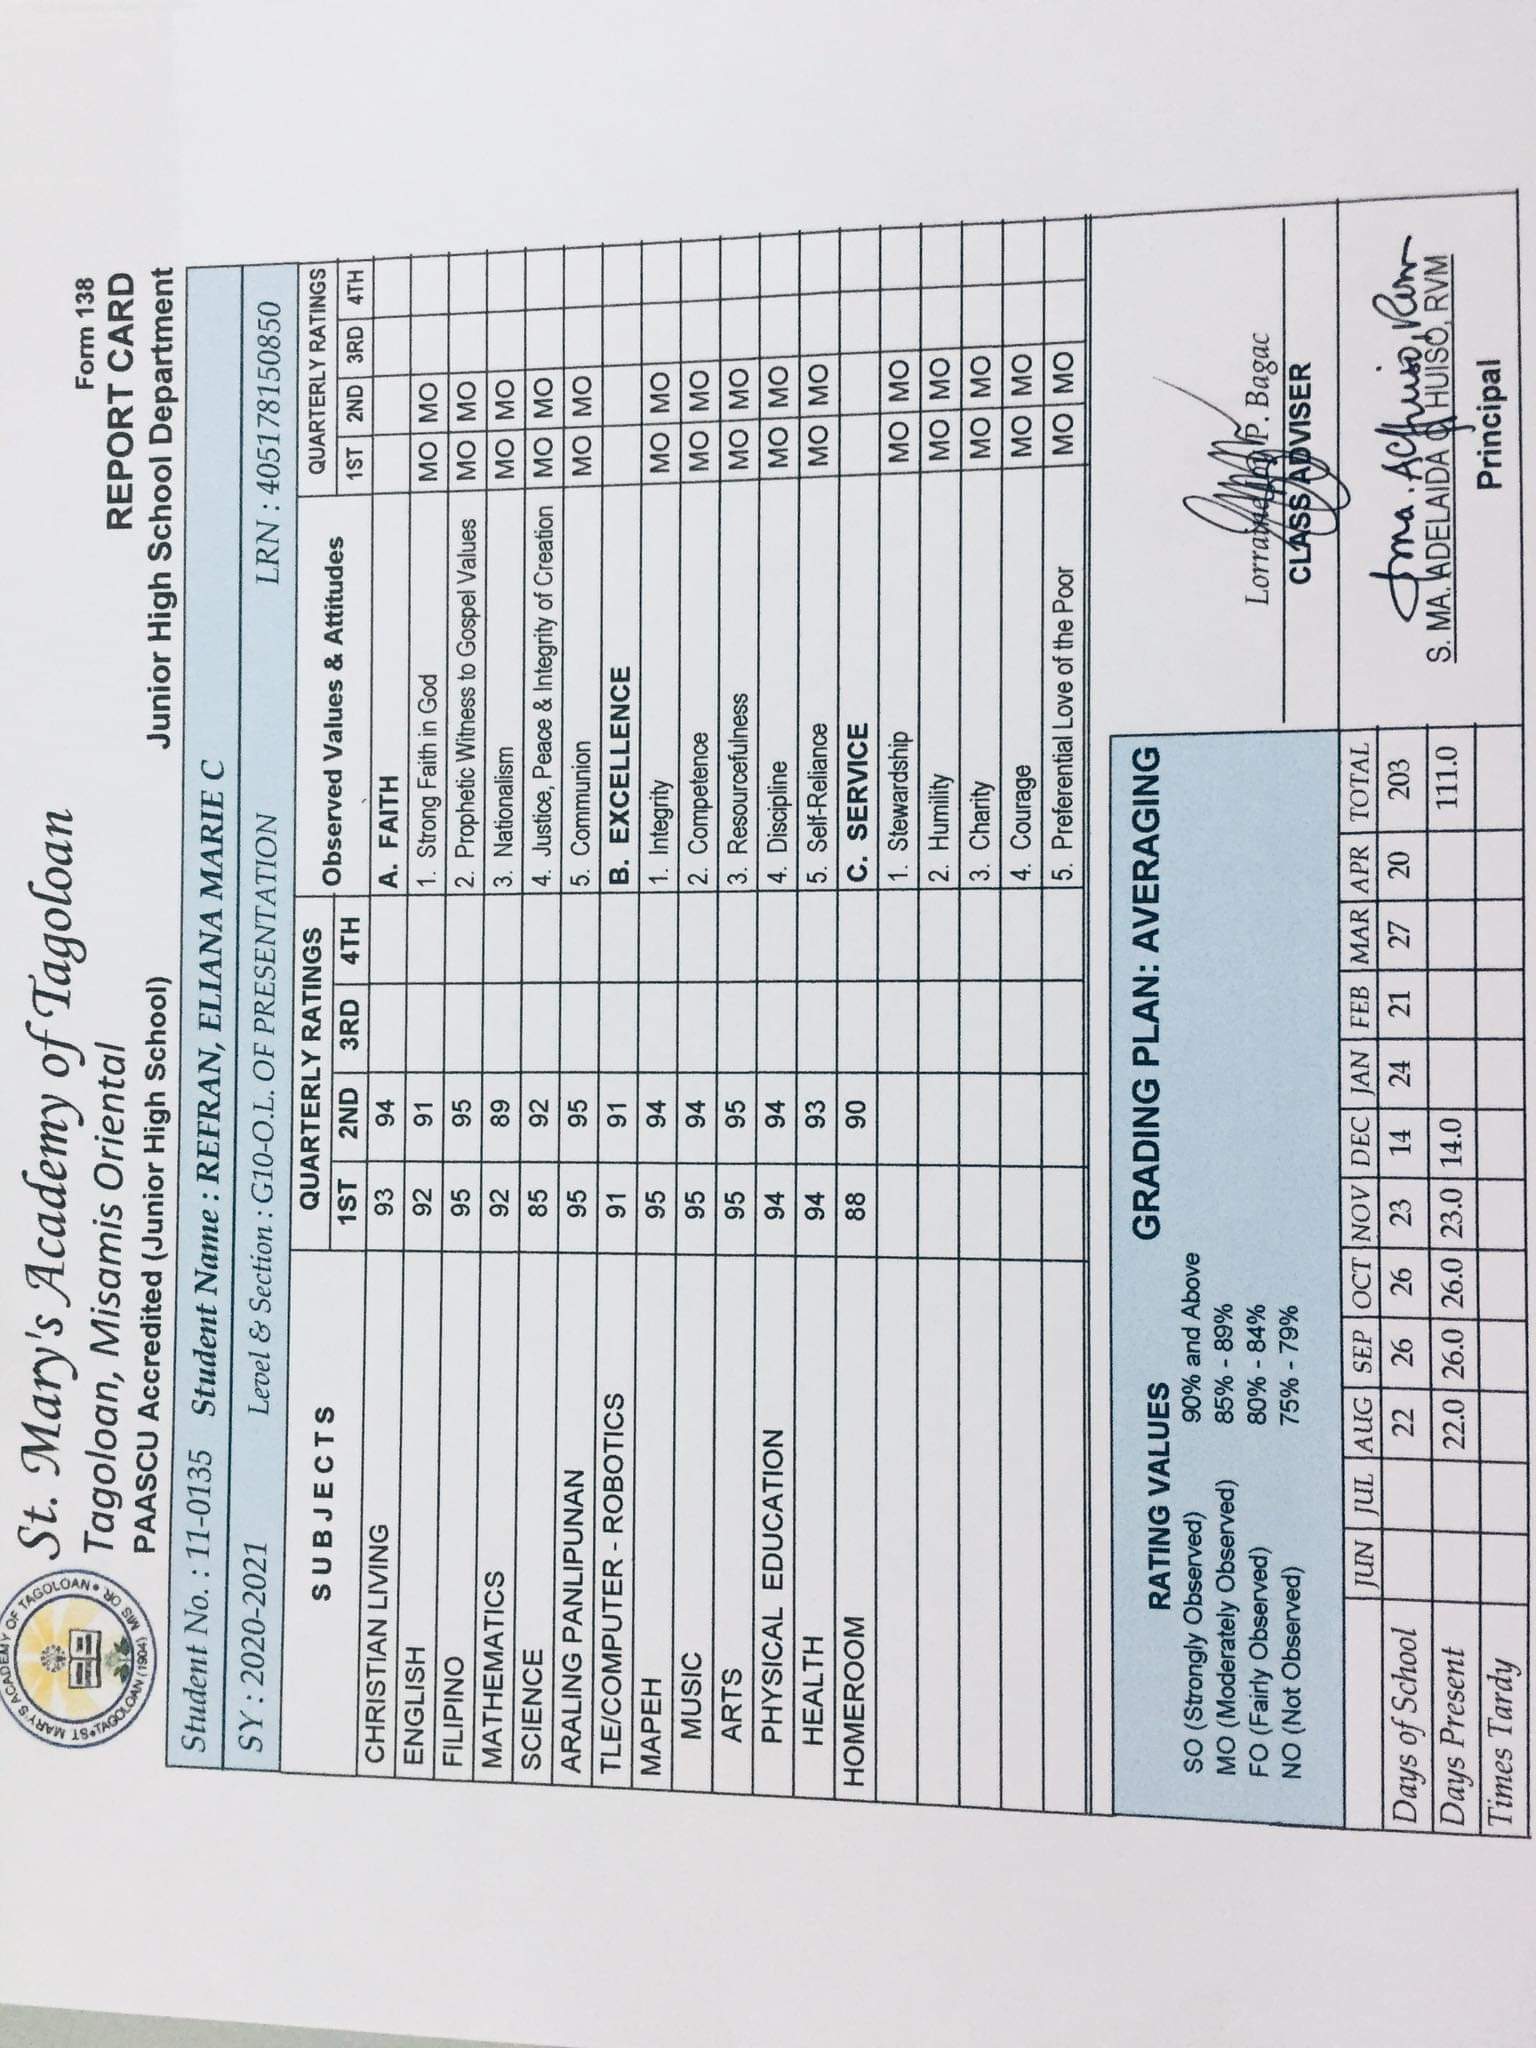 ST. MARY'S ACADEMY OF TAGOLOAN • TAGOLOAN (1904) MIS. OR.
St. Mary's Academy of Tagoloan
Tagoloan, Misamis Oriental
PAASCU Accredited (Junior High School)
Form 138
REPORT CARD
Junior High School Department
Student No. : 11-0135 Student Name : REFRAN, ELIANA MARIE C
SY : 2020-2021 Level & Section : G10-O.L. OF PRESENTATION LRN : 405178150850
SUBJECTS QUARTERLY RATINGS
1ST 2ND 3RD 4TH
CHRISTIAN LIVING 93 94
ENGLISH 92 91
FILIPINO 95 95
MATHEMATICS 92 89
SCIENCE 85 92
ARALING PANLIPUNAN 95 95
TLE/COMPUTER - ROBOTICS 91 91
MAPEH 95 94
MUSIC 95 94
ARTS 95 95
PHYSICAL EDUCATION 94 94
HEALTH 94 93
HOMEROOM 88 90
Observed Values & Attitudes QUARTERLY RATINGS
1ST 2ND 3RD 4TH
A. FAITH
1. Strong Faith in God MO MO
2. Prophetic Witness to Gospel Values MO MO
3. Nationalism MO MO
4. Justice, Peace & Integrity of Creation MO MO
5. Communion MO MO
B. EXCELLENCE
1. Integrity MO MO
2. Competence MO MO
3. Resourcefulness MO MO
4. Discipline MO MO
5. Self-Reliance MO MO
C. SERVICE
1. Stewardship MO MO
2. Humility MO MO
3. Charity MO MO
4. Courage MO MO
5. Preferential Love of the Poor MO MO
RATING VALUES GRADING PLAN: AVERAGING
SO (Strongly Observed) 90% and Above
MO (Moderately Observed) 85% - 89%
FO (Fairly Observed) 80% - 84%
NO (Not Observed) 75% - 79%
P. Bagac
CLASS ADVISER
JUN JUL AUG SEP OCT NOV DEC JAN FEB MAR APR TOTAL
Days of School 22 26 26 23 14 24 21 27 20 203
Days Present 22.0 26.0 26.0 23.0 14.0 111.0
Times Tardy
S. MA. ADELAIDA HUISO, RVM
Principal